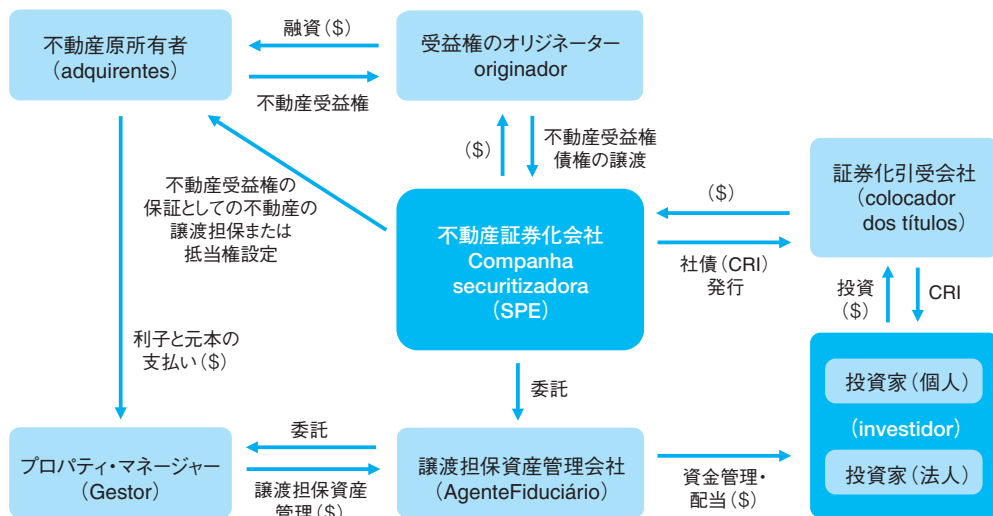 不動産原所有者
（adquirentes）
融資（$）
不動産受益権
受益権のオリジネーター
originador
（$）
不動産受益権
債権の譲渡
不動産受益権の
保証としての不動産の
譲渡担保または
抵当権設定
不動産証券化会社
Companha
securitizadora
（SPE）
（$）
社債（CRI）
発行
証券化引受会社
（colocador
dos títulos）
投資
（$）
CRI
利子と元本の
支払い（$）
委託
投資家（個人）
（investidor）
投資家（法人）
プロパティ・マネージャー
（Gestor）
委託
譲渡担保資産
管理（$）
譲渡担保資産管理会社
（AgenteFiduciário）
資金管理・
配当（$）